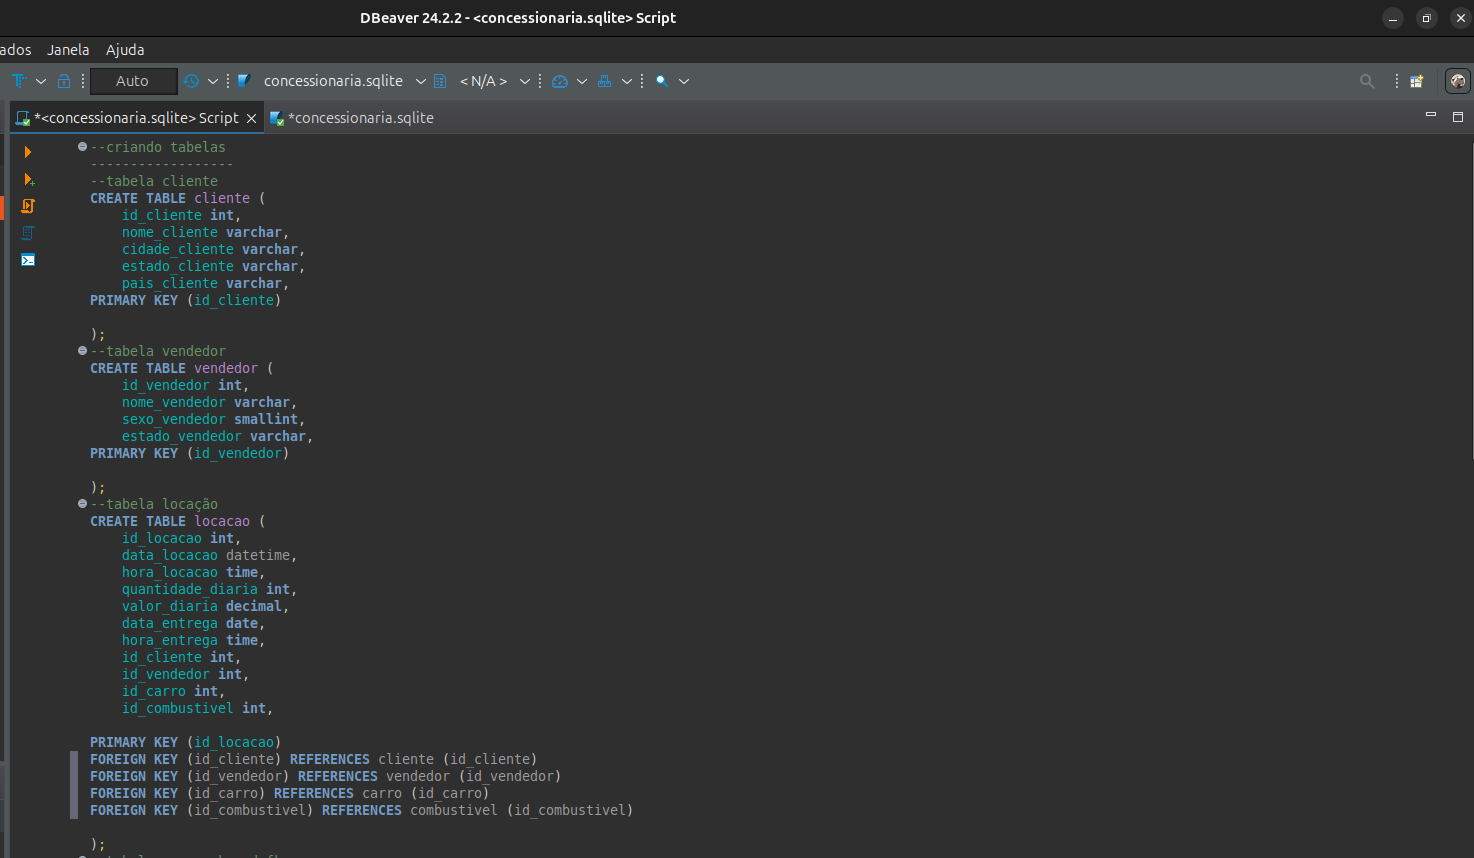 DBeaver 24.2.2 - <concessionaria.sqlite> Script
ados Janela Ajuda
Auto concessionaria.sqlite < N/A >
*<concessionaria.sqlite> Script *concessionaria.sqlite
--criando tabelas
------------------
--tabela cliente
CREATE TABLE cliente (
id_cliente int,
nome_cliente varchar,
cidade_cliente varchar,
estado_cliente varchar,
pais_cliente varchar,
PRIMARY KEY (id_cliente)
);
--tabela vendedor
CREATE TABLE vendedor (
id_vendedor int,
nome_vendedor varchar,
sexo_vendedor smallint,
estado_vendedor varchar,
PRIMARY KEY (id_vendedor)
);
--tabela locação
CREATE TABLE locacao (
id_locacao int,
data_locacao datetime,
hora_locacao time,
quantidade_diaria int,
valor_diaria decimal,
data_entrega date,
hora_entrega time,
id_cliente int,
id_vendedor int,
id_carro int,
id_combustivel int,
PRIMARY KEY (id_locacao)
FOREIGN KEY (id_cliente) REFERENCES cliente (id_cliente)
FOREIGN KEY (id_vendedor) REFERENCES vendedor (id_vendedor)
FOREIGN KEY (id_carro) REFERENCES carro (id_carro)
FOREIGN KEY (id_combustivel) REFERENCES combustivel (id_combustivel)
);